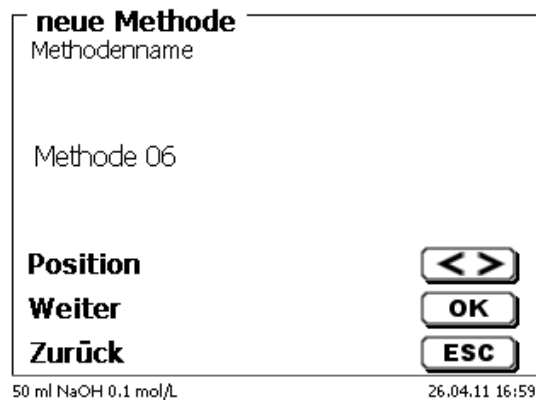 neue Methode
Methodenname
Methode 06
Position < >
Weiter OK
Zurück ESC
50 ml NaOH 0.1 mol/L 26.04.11 16:59